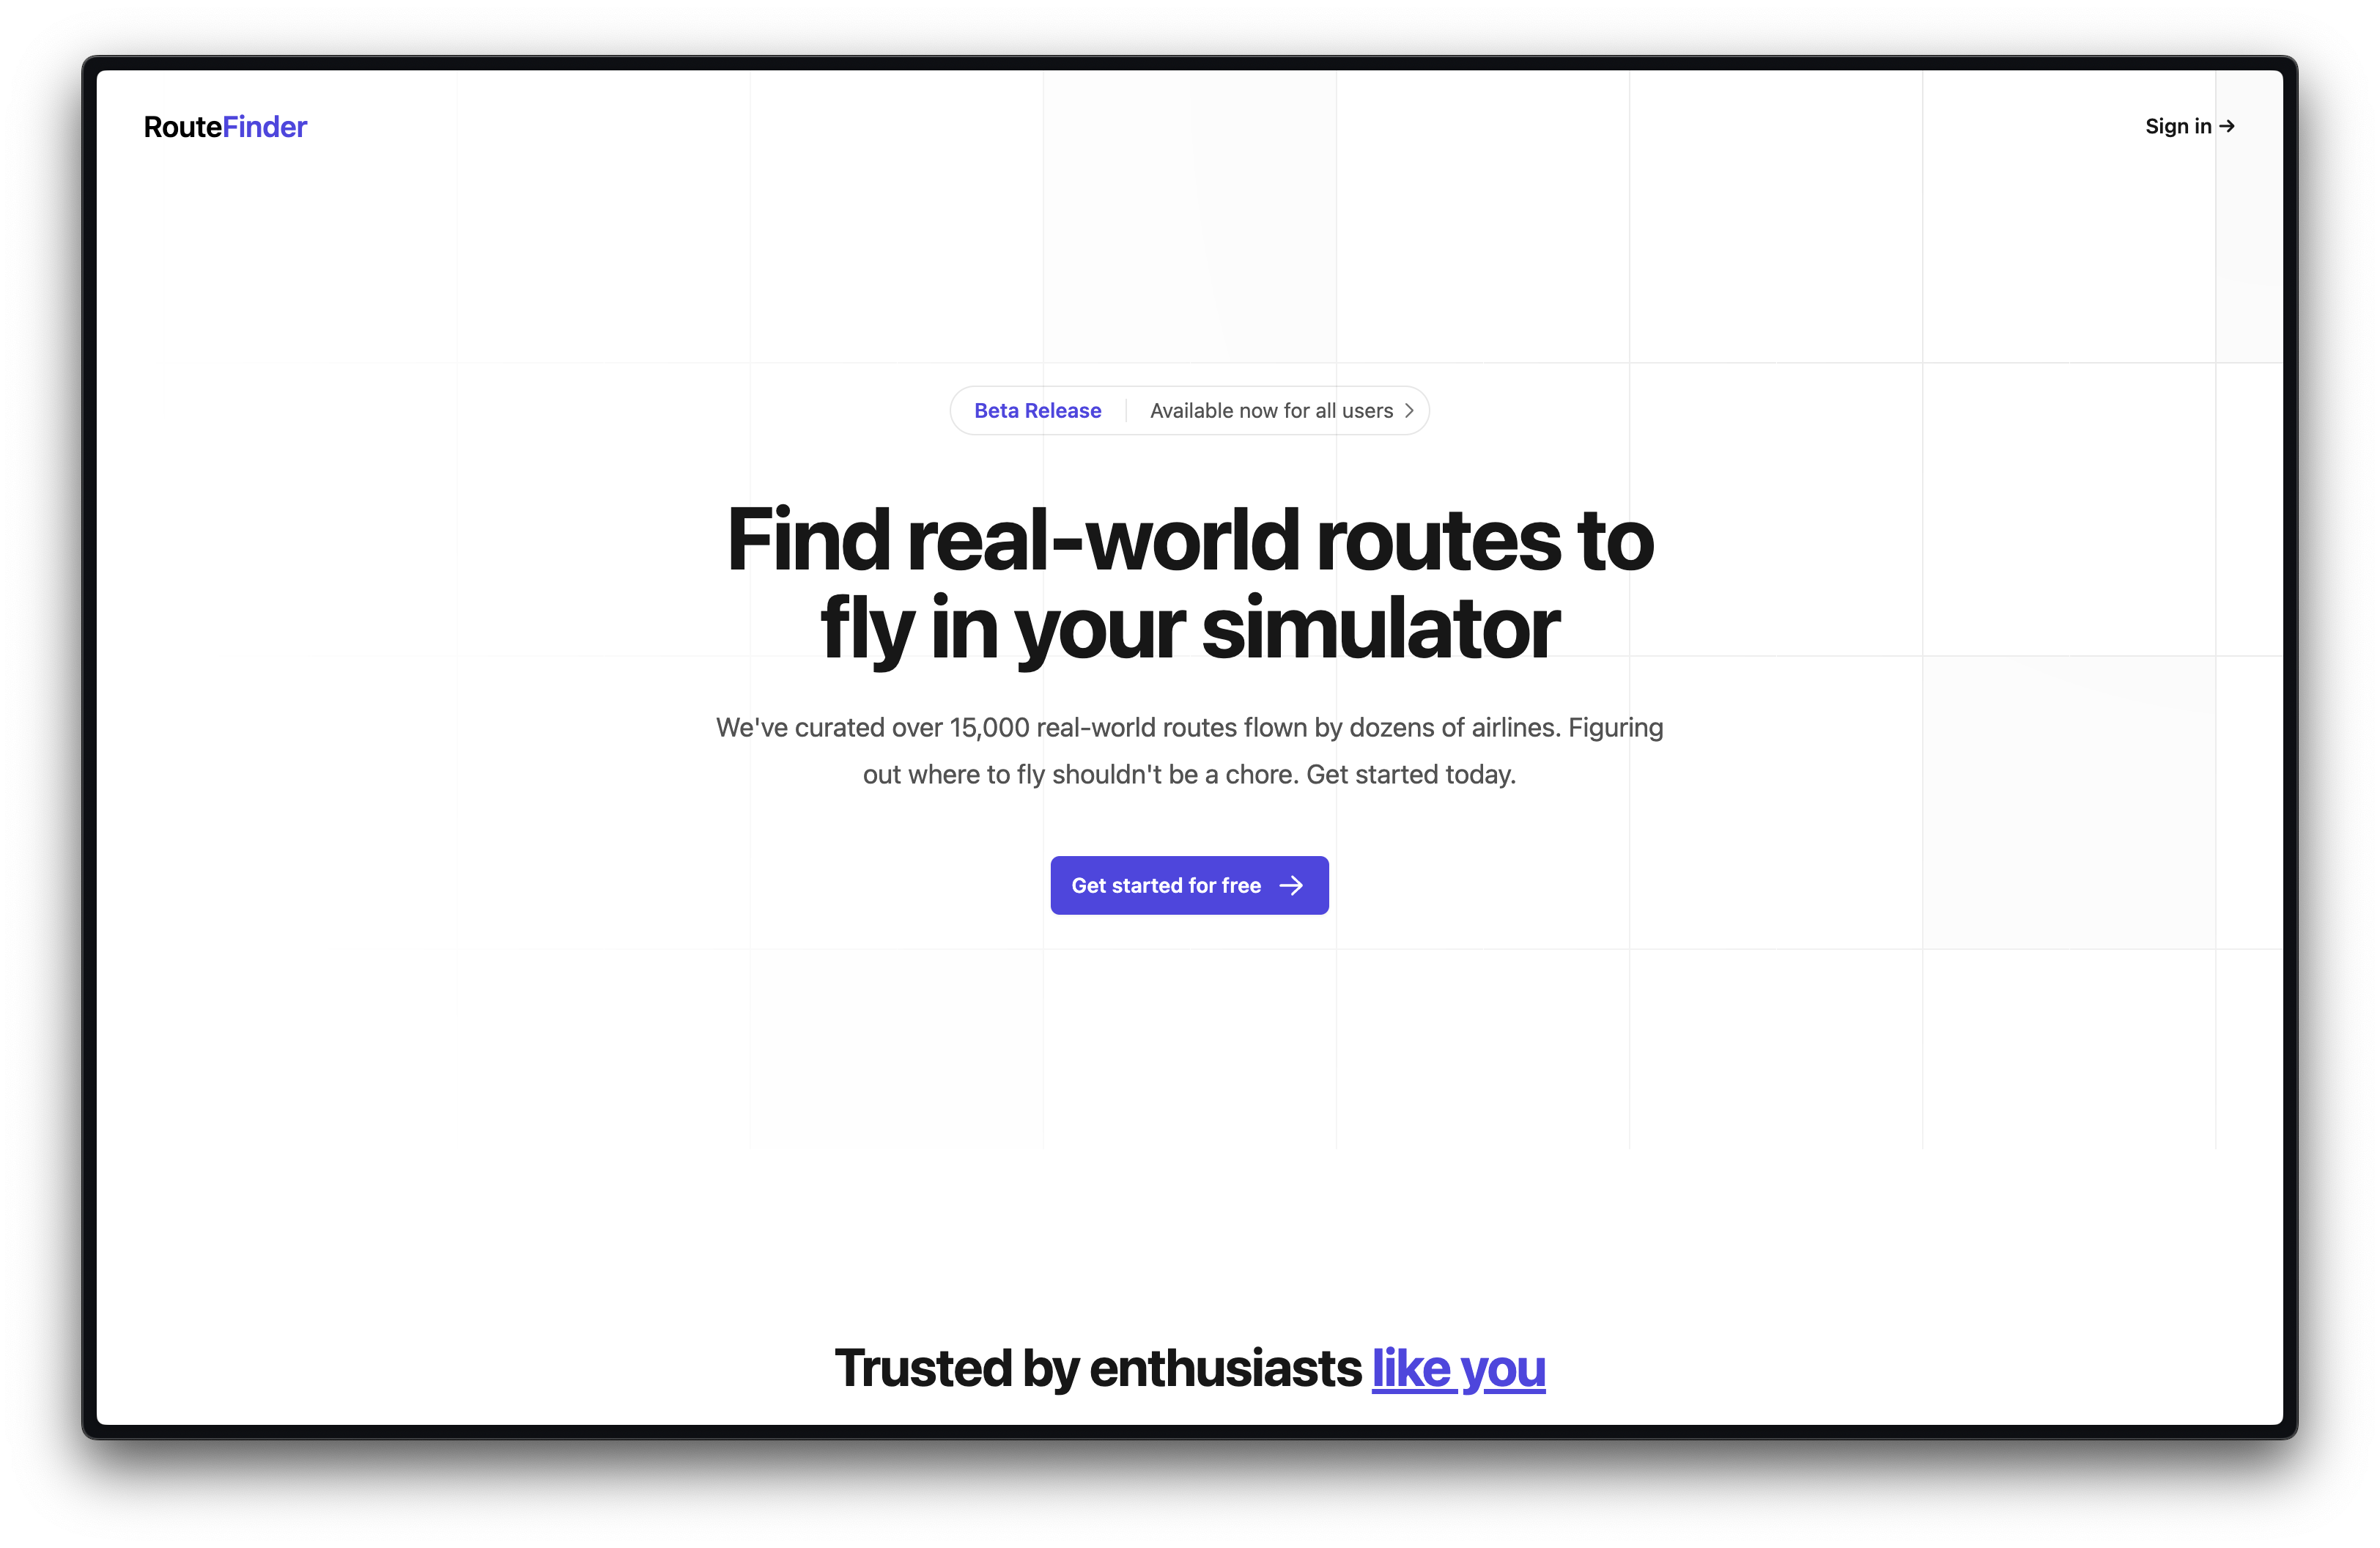 RouteFinder
Sign in →
Beta Release
Available now for all users
Find real-world routes to
fly in your simulator
We've curated over 15,000 real-world routes flown by dozens of airlines. Figuring
out where to fly shouldn't be a chore. Get started today.
Get started for free →
Trusted by enthusiasts like you